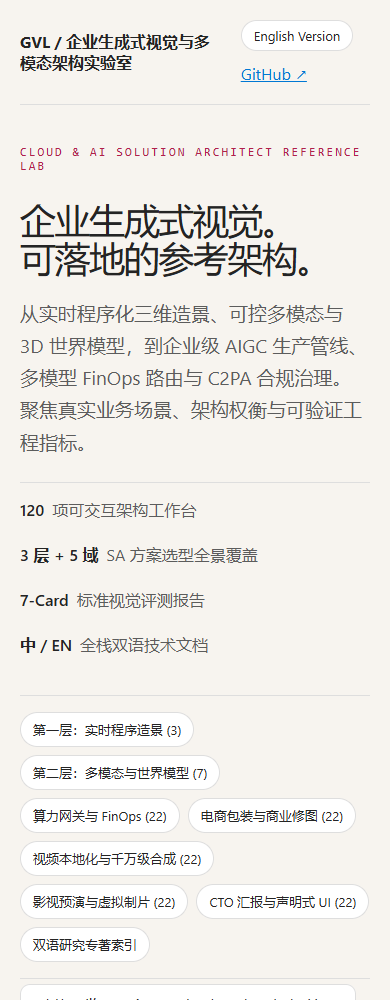 GVL / 企业生成式视觉与多
模态架构实验室
English Version
GitHub ↗
CLOUD & AI SOLUTION ARCHITECT REFERENCE
LAB
企业生成式视觉。
可落地的参考架构。
从实时程序化三维造景、可控多模态与
3D 世界模型，到企业级 AIGC 生产管线、
多模型 FinOps 路由与 C2PA 合规治理。
聚焦真实业务场景、架构权衡与可验证工
程指标。
120 项可交互架构工作台
3 层 + 5 域 SA 方案选型全景覆盖
7-Card 标准视觉评测报告
中 / EN 全栈双语技术文档
第一层：实时程序造景 (3)
第二层：多模态与世界模型 (7)
算力网关与 FinOps (22) 电商包装与商业修图 (22)
视频本地化与千万级合成 (22)
影视预演与虚拟制片 (22) CTO 汇报与声明式 UI (22)
双语研究专著索引